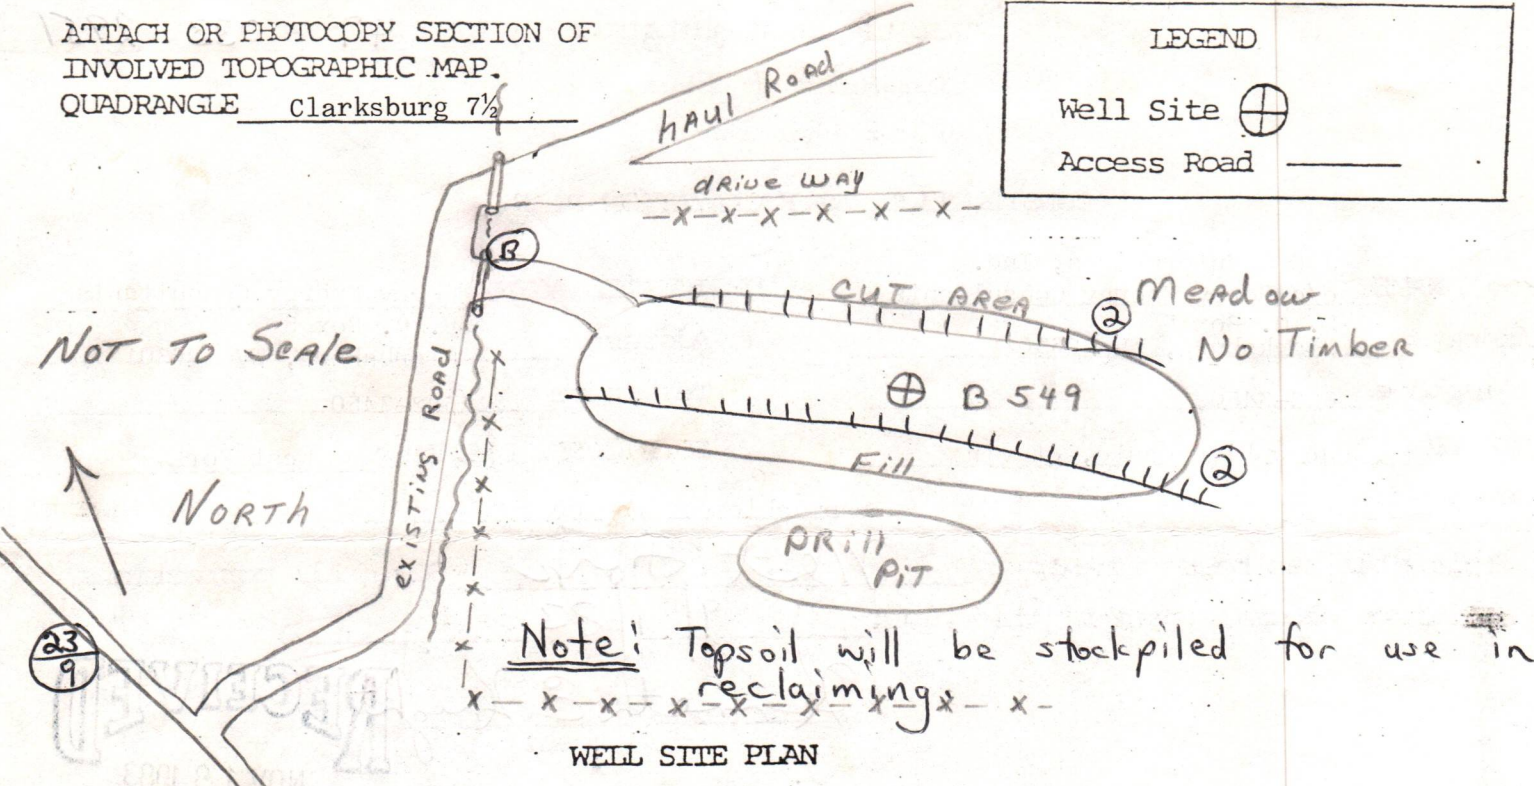 ATTACH OR PHOTOCOPY SECTION OF
INVOLVED TOPOGRAPHIC MAP.
QUADRANGLE Clarksburg 7½
LEGEND
Well Site
Access Road
hAUl RoAd
dRive wAy
B
CUT AREA
2
MeAdow
No Timber
NOT To ScAle
existing ROAD
B 549
Fill
2
NoRTh
DRill
PiT
23
9
Note: Topsoil will be stockpiled for use in
reclaiming.
WELL SITE PLAN
RECEIVED